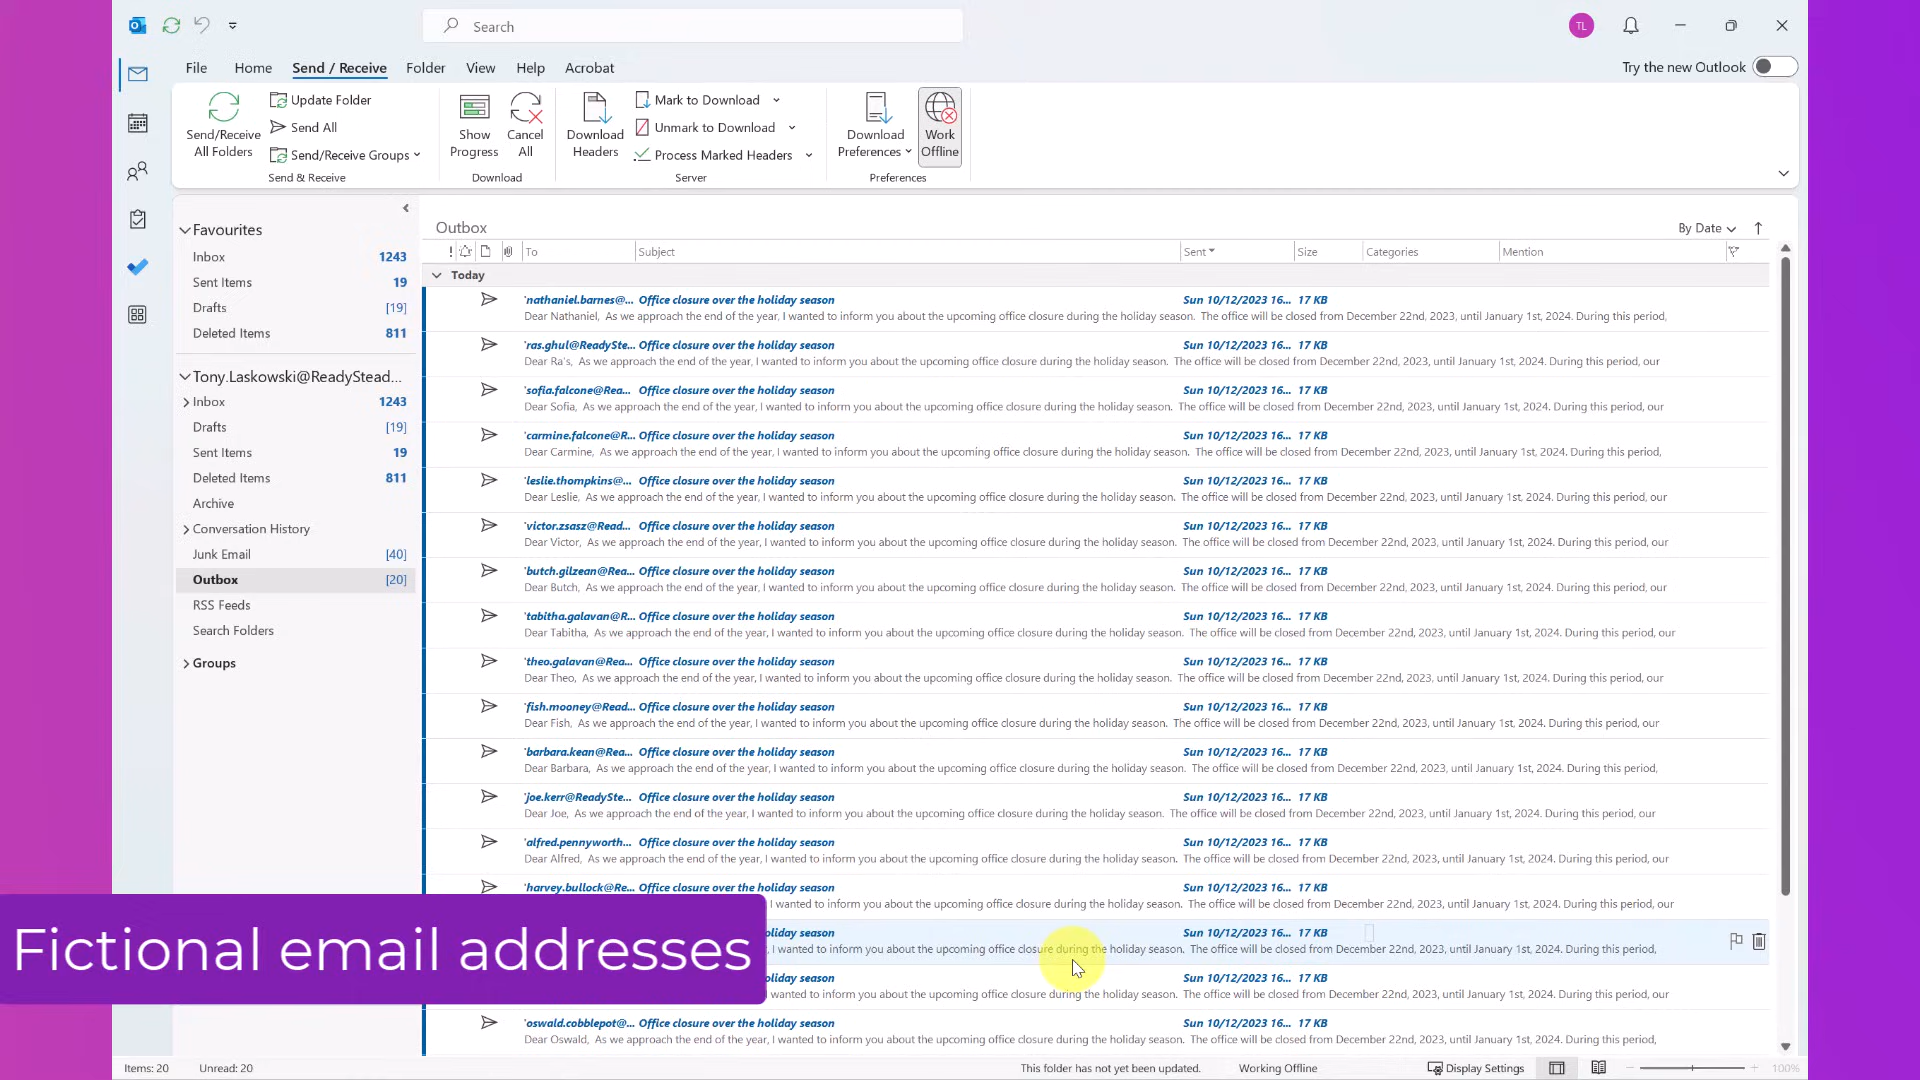 Search
TL
File Home Send / Receive Folder View Help Acrobat
Try the new Outlook
Send/Receive All Folders
Update Folder
Send All
Send/Receive Groups
Send & Receive
Show Progress
Cancel All
Download
Download Headers
Mark to Download
Unmark to Download
Process Marked Headers
Server
Download Preferences
Work Offline
Preferences
Favourites
Inbox 1243
Sent Items 19
Drafts [19]
Deleted Items 811
Tony.Laskowski@ReadyStead...
Inbox 1243
Drafts [19]
Sent Items 19
Deleted Items 811
Archive
Conversation History
Junk Email [40]
Outbox [20]
RSS Feeds
Search Folders
Groups
Outbox
By Date
! To Subject Sent Size Categories Mention
Today
'nathaniel.barnes@... Office closure over the holiday season Sun 10/12/2023 16... 17 KB
Dear Nathaniel, As we approach the end of the year, I wanted to inform you about the upcoming office closure during the holiday season. The office will be closed from December 22nd, 2023, until January 1st, 2024. During this period,
'ras.ghul@ReadySte... Office closure over the holiday season Sun 10/12/2023 16... 17 KB
Dear Ra's, As we approach the end of the year, I wanted to inform you about the upcoming office closure during the holiday season. The office will be closed from December 22nd, 2023, until January 1st, 2024. During this period, our
'sofia.falcone@Rea... Office closure over the holiday season Sun 10/12/2023 16... 17 KB
Dear Sofia, As we approach the end of the year, I wanted to inform you about the upcoming office closure during the holiday season. The office will be closed from December 22nd, 2023, until January 1st, 2024. During this period, our
'carmine.falcone@R... Office closure over the holiday season Sun 10/12/2023 16... 17 KB
Dear Carmine, As we approach the end of the year, I wanted to inform you about the upcoming office closure during the holiday season. The office will be closed from December 22nd, 2023, until January 1st, 2024. During this period,
'leslie.thompkins@... Office closure over the holiday season Sun 10/12/2023 16... 17 KB
Dear Leslie, As we approach the end of the year, I wanted to inform you about the upcoming office closure during the holiday season. The office will be closed from December 22nd, 2023, until January 1st, 2024. During this period, our
'victor.zsasz@Read... Office closure over the holiday season Sun 10/12/2023 16... 17 KB
Dear Victor, As we approach the end of the year, I wanted to inform you about the upcoming office closure during the holiday season. The office will be closed from December 22nd, 2023, until January 1st, 2024. During this period, our
'butch.gilzean@Rea... Office closure over the holiday season Sun 10/12/2023 16... 17 KB
Dear Butch, As we approach the end of the year, I wanted to inform you about the upcoming office closure during the holiday season. The office will be closed from December 22nd, 2023, until January 1st, 2024. During this period, our
'tabitha.galavan@R... Office closure over the holiday season Sun 10/12/2023 16... 17 KB
Dear Tabitha, As we approach the end of the year, I wanted to inform you about the upcoming office closure during the holiday season. The office will be closed from December 22nd, 2023, until January 1st, 2024. During this period, our
'theo.galavan@Rea... Office closure over the holiday season Sun 10/12/2023 16... 17 KB
Dear Theo, As we approach the end of the year, I wanted to inform you about the upcoming office closure during the holiday season. The office will be closed from December 22nd, 2023, until January 1st, 2024. During this period, our
'fish.mooney@Read... Office closure over the holiday season Sun 10/12/2023 16... 17 KB
Dear Fish, As we approach the end of the year, I wanted to inform you about the upcoming office closure during the holiday season. The office will be closed from December 22nd, 2023, until January 1st, 2024. During this period, our
'barbara.kean@Rea... Office closure over the holiday season Sun 10/12/2023 16... 17 KB
Dear Barbara, As we approach the end of the year, I wanted to inform you about the upcoming office closure during the holiday season. The office will be closed from December 22nd, 2023, until January 1st, 2024. During this period,
'joe.kerr@ReadySte... Office closure over the holiday season Sun 10/12/2023 16... 17 KB
Dear Joe, As we approach the end of the year, I wanted to inform you about the upcoming office closure during the holiday season. The office will be closed from December 22nd, 2023, until January 1st, 2024. During this period, our
'alfred.pennyworth... Office closure over the holiday season Sun 10/12/2023 16... 17 KB
Dear Alfred, As we approach the end of the year, I wanted to inform you about the upcoming office closure during the holiday season. The office will be closed from December 22nd, 2023, until January 1st, 2024. During this period, our
'harvey.bullock@Re... Office closure over the holiday season Sun 10/12/2023 16... 17 KB
I wanted to inform you about the upcoming office closure during the holiday season. The office will be closed from December 22nd, 2023, until January 1st, 2024. During this period, our
oliday season Sun 10/12/2023 16... 17 KB
I wanted to inform you about the upcoming office closure during the holiday season. The office will be closed from December 22nd, 2023, until January 1st, 2024. During this period,
oliday season Sun 10/12/2023 16... 17 KB
wanted to inform you about the upcoming office closure during the holiday season. The office will be closed from December 22nd, 2023, until January 1st, 2024. During this period, our
'oswald.cobblepot@... Office closure over the holiday season Sun 10/12/2023 16... 17 KB
Dear Oswald, As we approach the end of the year, I wanted to inform you about the upcoming office closure during the holiday season. The office will be closed from December 22nd, 2023, until January 1st, 2024. During this period,
Fictional email addresses
Items: 20 Unread: 20 This folder has not yet been updated. Working Offline Display Settings 100%